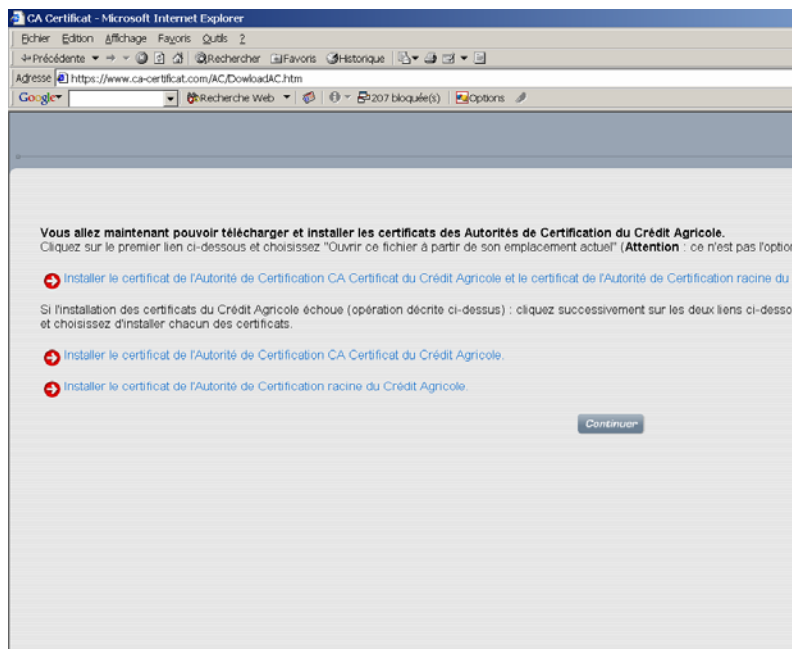 CA Certificat - Microsoft Internet Explorer
Fichier Edition Affichage Favoris Outils ?
Précédente Rechercher Favoris Historique
Adresse https://www.ca-certificat.com/AC/DowloadAC.htm
Google Recherche Web 207 bloquée(s) Options
Vous allez maintenant pouvoir télécharger et installer les certificats des Autorités de Certification du Crédit Agricole.
Cliquez sur le premier lien ci-dessous et choisissez "Ouvrir ce fichier à partir de son emplacement actuel" (Attention : ce n'est pas l'optio
Installer le certificat de l'Autorité de Certification CA Certificat du Crédit Agricole et le certificat de l'Autorité de Certification racine du
Si l'installation des certificats du Crédit Agricole échoue (opération décrite ci-dessus) : cliquez successivement sur les deux liens ci-desso
et choisissez d'installer chacun des certificats.
Installer le certificat de l'Autorité de Certification CA Certificat du Crédit Agricole.
Installer le certificat de l'Autorité de Certification racine du Crédit Agricole.
Continuer